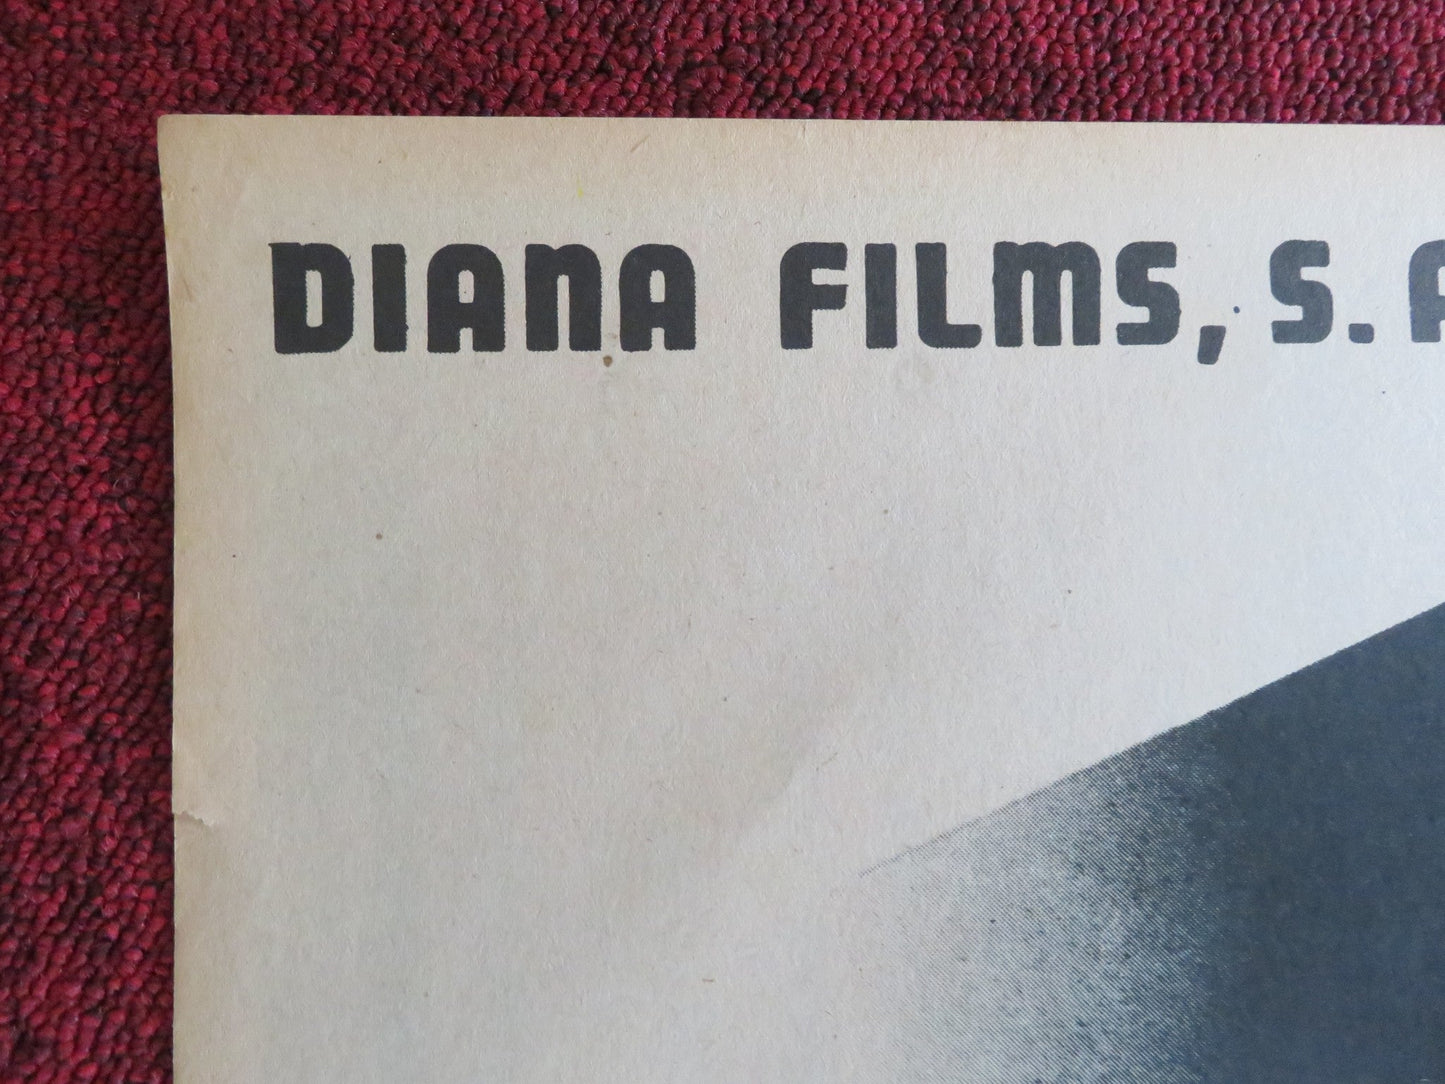 DIANA FILMS, S. A